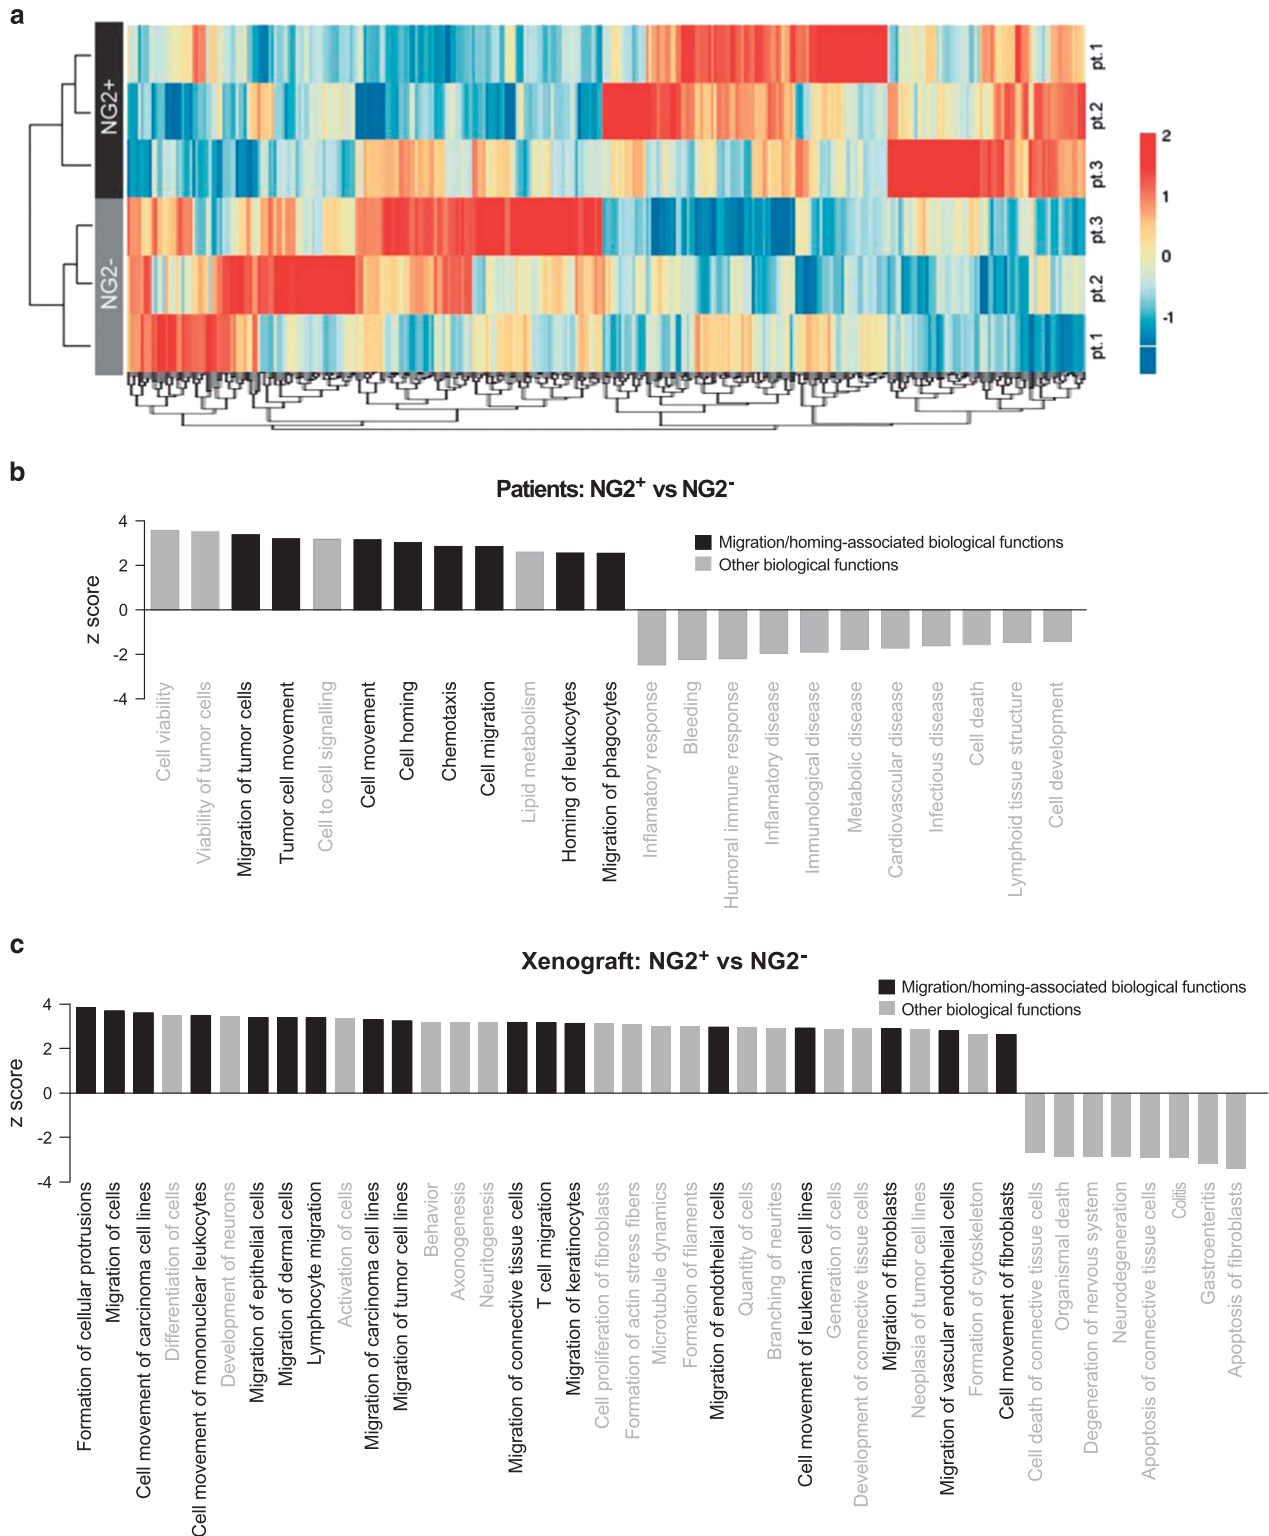 a
NG2+
NG2-
pt.1
pt.2
pt.3
pt.3
pt.2
pt.1
2
1
0
-1
b
Patients: NG2+ vs NG2-
Migration/homing-associated biological functions
Other biological functions
z score
4
2
0
-2
-4
Cell viability
Viability of tumor cells
Migration of tumor cells
Tumor cell movement
Cell to cell signalling
Cell movement
Cell homing
Chemotaxis
Cell migration
Lipid metabolism
Homing of leukocytes
Migration of phagocytes
Inflamatory response
Bleeding
Humoral immune response
Inflamatory disease
Immunological disease
Metabolic disease
Cardiovascular disease
Infectious disease
Cell death
Lymphoid tissue structure
Cell development
c
Xenograft: NG2+ vs NG2-
Migration/homing-associated biological functions
Other biological functions
z score
4
2
0
-2
-4
Formation of cellular protrusions
Migration of cells
Cell movement of carcinoma cell lines
Differentiation of cells
Cell movement of mononuclear leukocytes
Development of neurons
Migration of epithelial cells
Migration of dermal cells
Lymphocyte migration
Activation of cells
Migration of carcinoma cell lines
Migration of tumor cell lines
Behavior
Axonogenesis
Neuritogenesis
Migration of connective tissue cells
T cell migration
Migration of keratinocytes
Cell proliferation of fibroblasts
Formation of actin stress fibers
Microtubule dynamics
Formation of filaments
Migration of endothelial cells
Quantity of cells
Branching of neurites
Cell movement of leukemia cell lines
Generation of cells
Development of connective tissue cells
Migration of fibroblasts
Neoplasia of tumor cell lines
Migration of vascular endothelial cells
Formation of cytoskeleton
Cell movement of fibroblasts
Cell death of connective tissue cells
Organismal death
Degeneration of nervous system
Neurodegeneration
Apoptosis of connective tissue cells
Colitis
Gastroenteritis
Apoptosis of fibroblasts